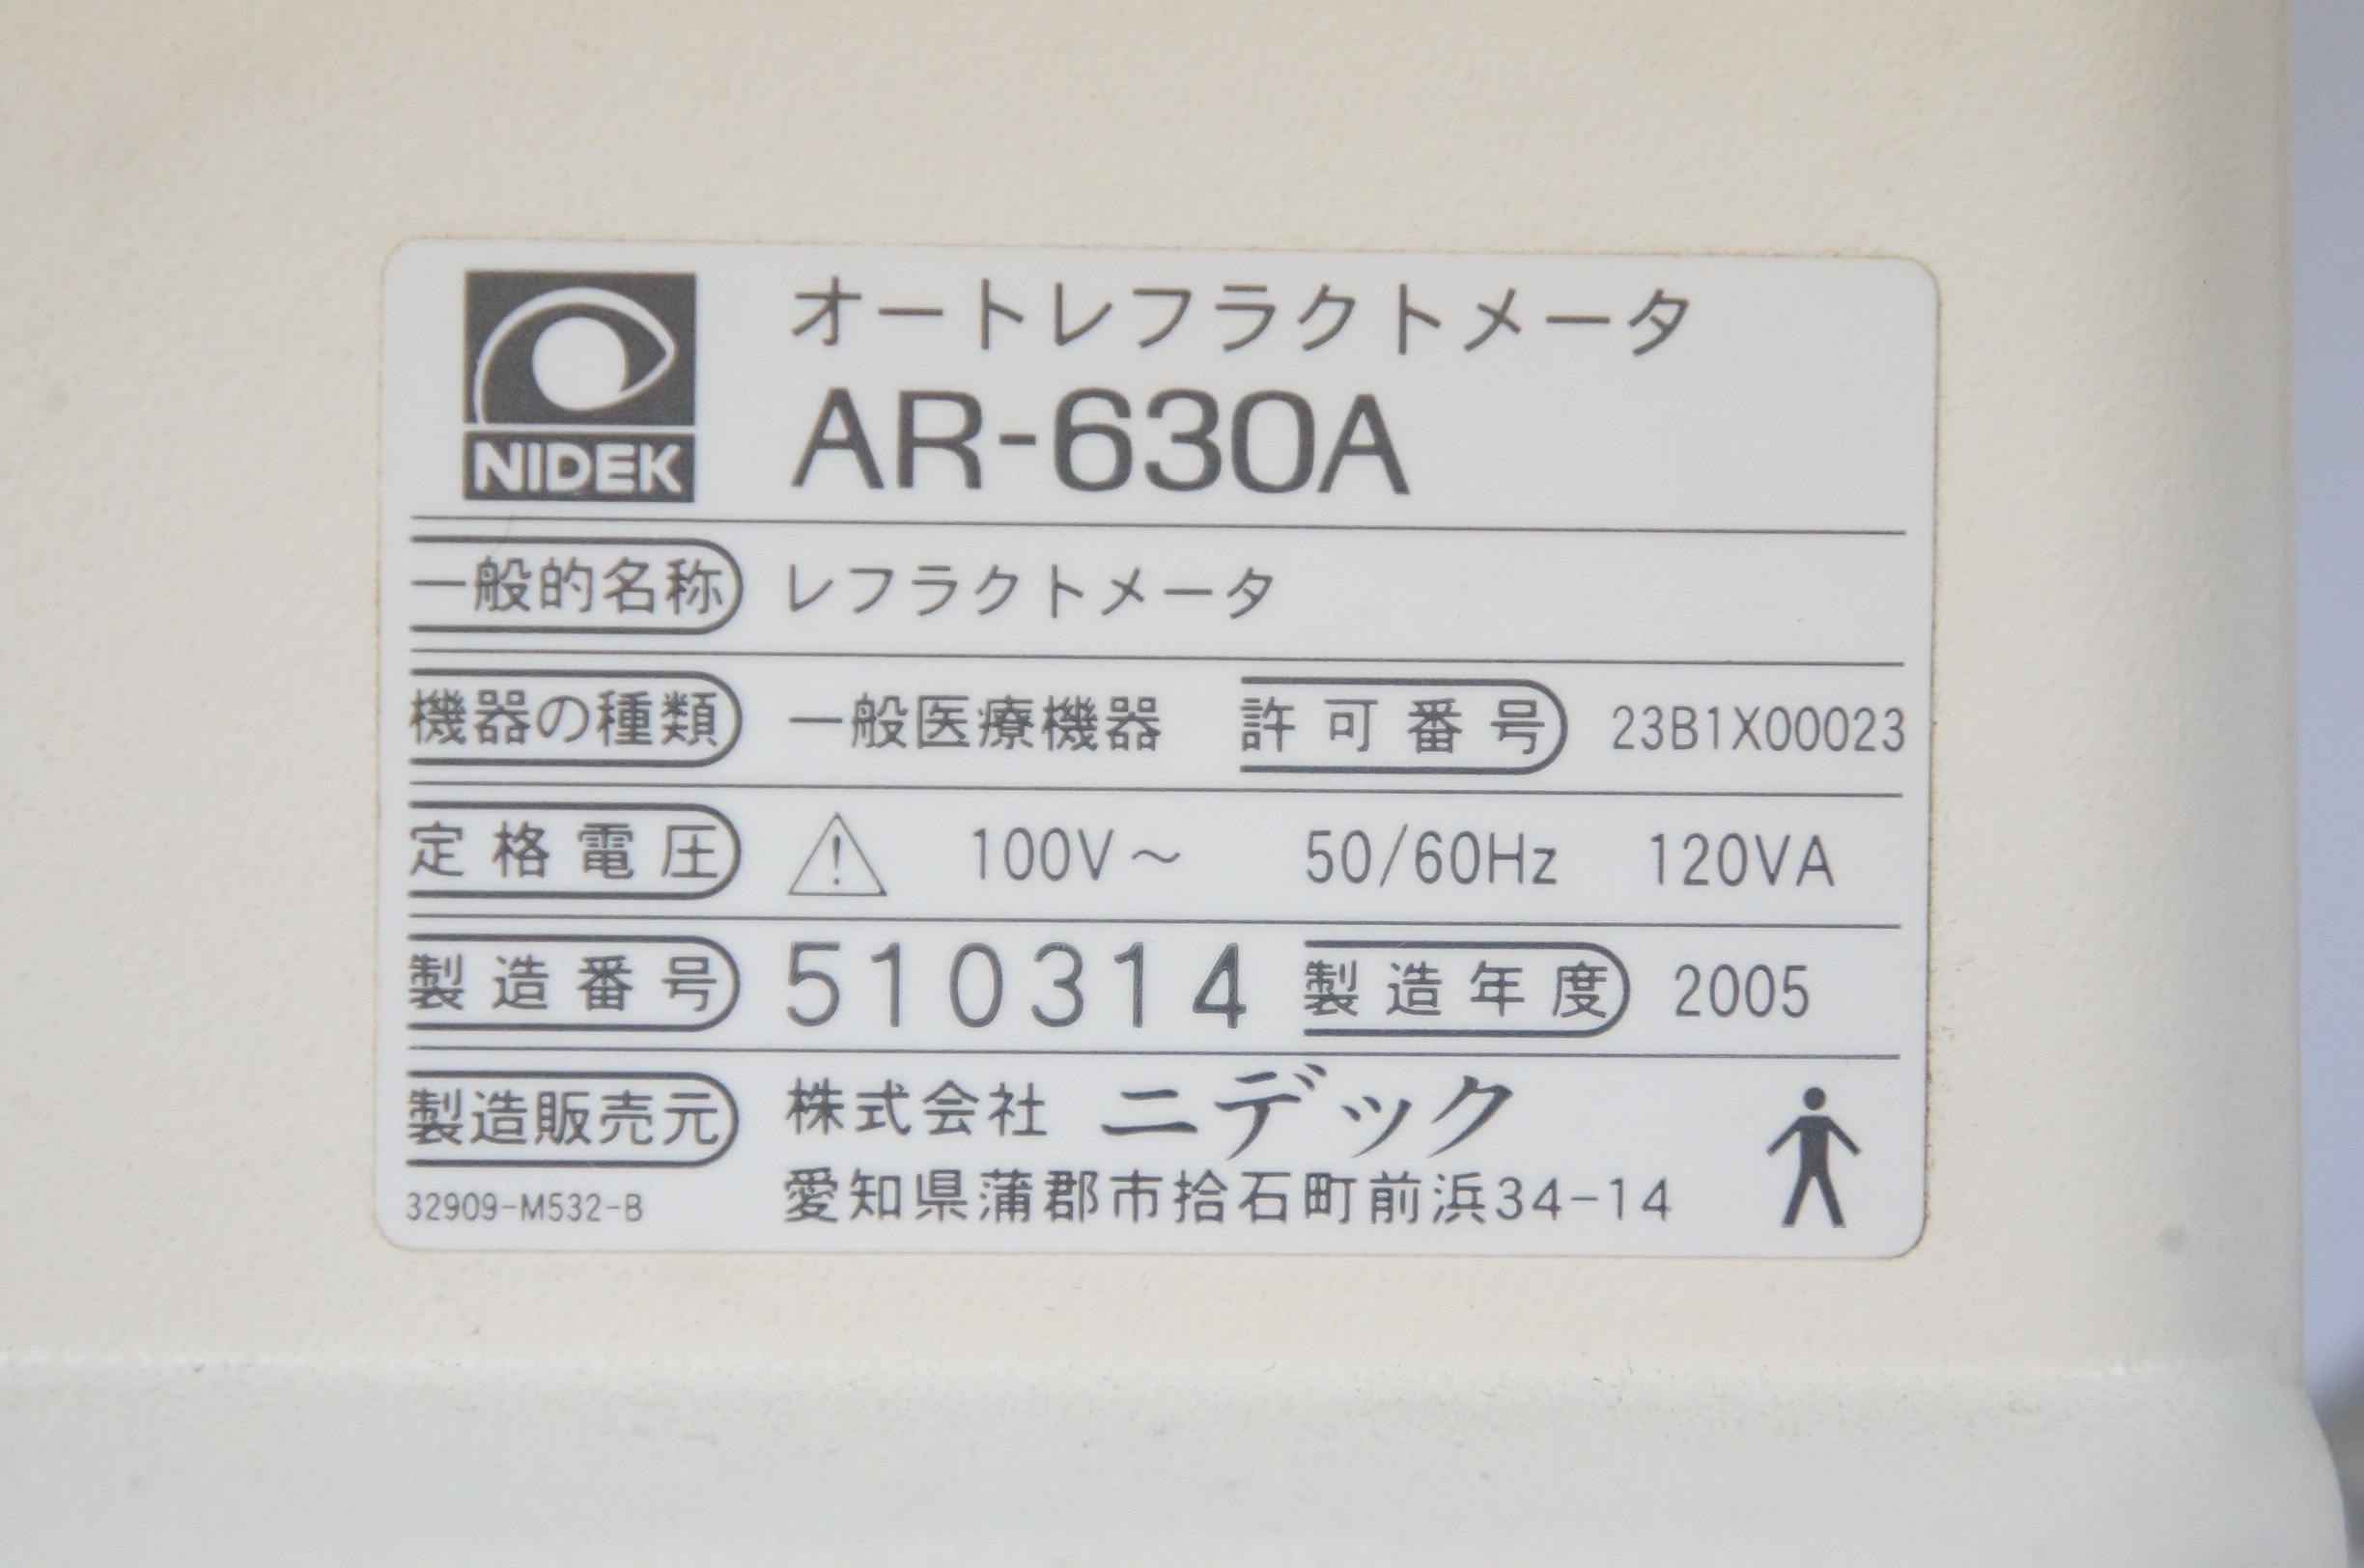 オートレフラクトメータ
NIDEK AR-630A
一般的名称 レフラクトメータ
機器の種類 一般医療機器 許可番号 23B1X00023
定格電圧 ⚠ 100V～ 50/60Hz 120VA
製造番号 510314 製造年度 2005
製造販売元 株式会社 ニデック
32909-M532-B 愛知県蒲郡市拾石町前浜34-14